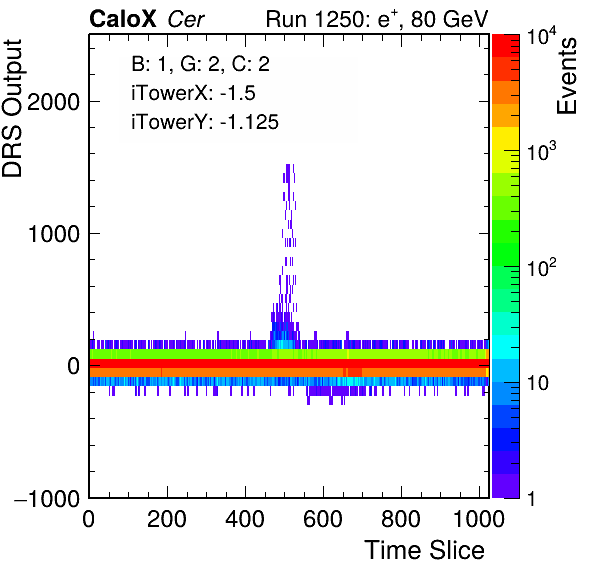 CaloX Cer Run 1250: e⁺, 80 GeV
B: 1, G: 2, C: 2
iTowerX: -1.5
iTowerY: -1.125
DRS Output
2000
1000
0
−1000
0 200 400 600 800 1000
Time Slice
Events
10⁴
10³
10²
10
1